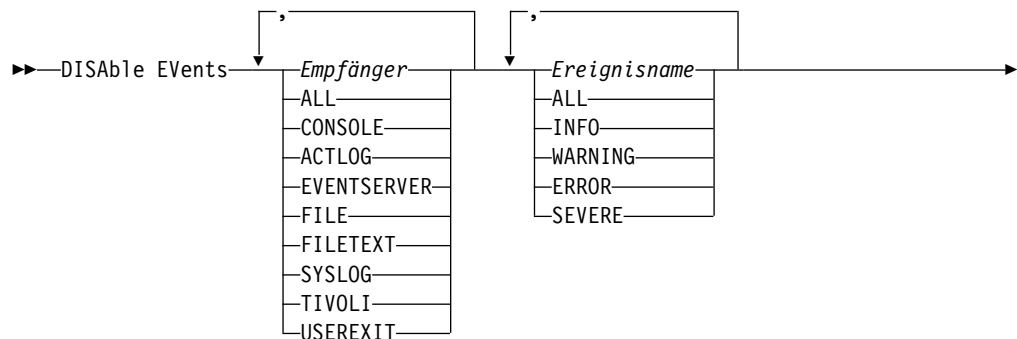 , ,
DISAble EVents Empfänger Ereignisname
ALL ALL
CONSOLE INFO
ACTLOG WARNING
EVENTSERVER ERROR
FILE SEVERE
FILETEXT
SYSLOG
TIVOLI
USEREXIT